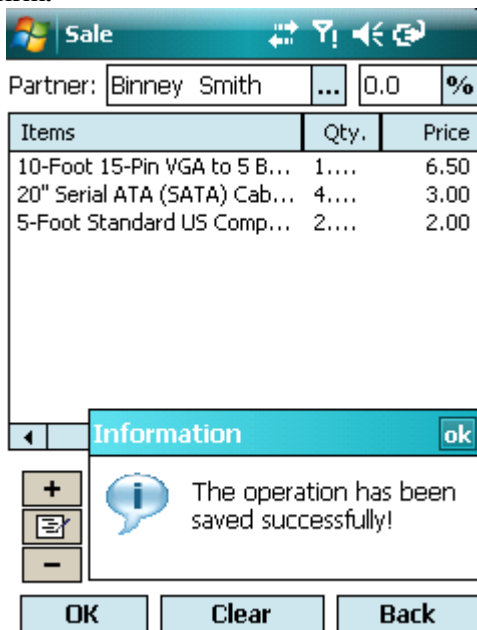 Sale
Partner: Binney Smith ... 0.0 %
Items Qty. Price
10-Foot 15-Pin VGA to 5 B... 1.... 6.50
20" Serial ATA (SATA) Cab... 4.... 3.00
5-Foot Standard US Comp... 2.... 2.00
Information ok
The operation has been
saved successfully!
+
−
OK Clear Back